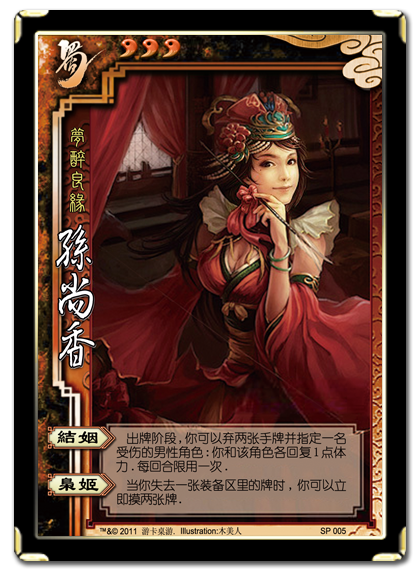 蜀
夢醉良緣
孫尚香
結姻
出牌阶段,你可以弃两张手牌并指定一名
受伤的男性角色:你和该角色各回复1点体
力.每回合限用一次.
梟姬
当你失去一张装备区里的牌时,你可以立
即摸两张牌.
™&© 2011 游卡桌游. Illustration:木美人 SP 005